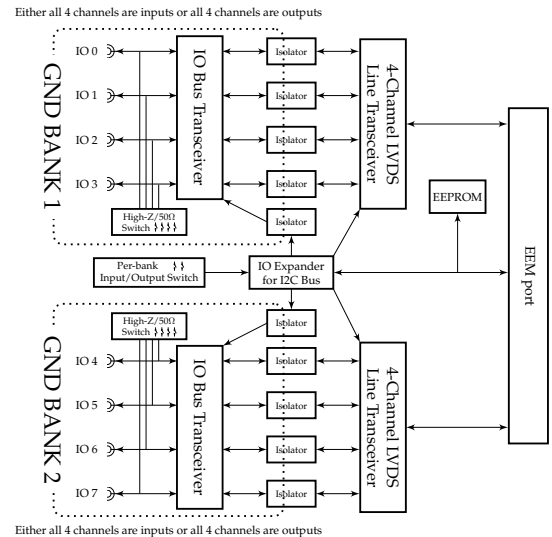 Either all 4 channels are inputs or all 4 channels are outputs
GND BANK 1
IO 0
IO 1
IO 2
IO 3
High-Z/50Ω
Switch
IO Bus Transceiver
Isolator
Isolator
Isolator
Isolator
Isolator
4-Channel LVDS
Line Transceiver
EEPROM
EEM port
Per-bank
Input/Output Switch
IO Expander
for I2C Bus
GND BANK 2
High-Z/50Ω
Switch
IO 4
IO 5
IO 6
IO 7
IO Bus Transceiver
Isolator
Isolator
Isolator
Isolator
Isolator
4-Channel LVDS
Line Transceiver
Either all 4 channels are inputs or all 4 channels are outputs